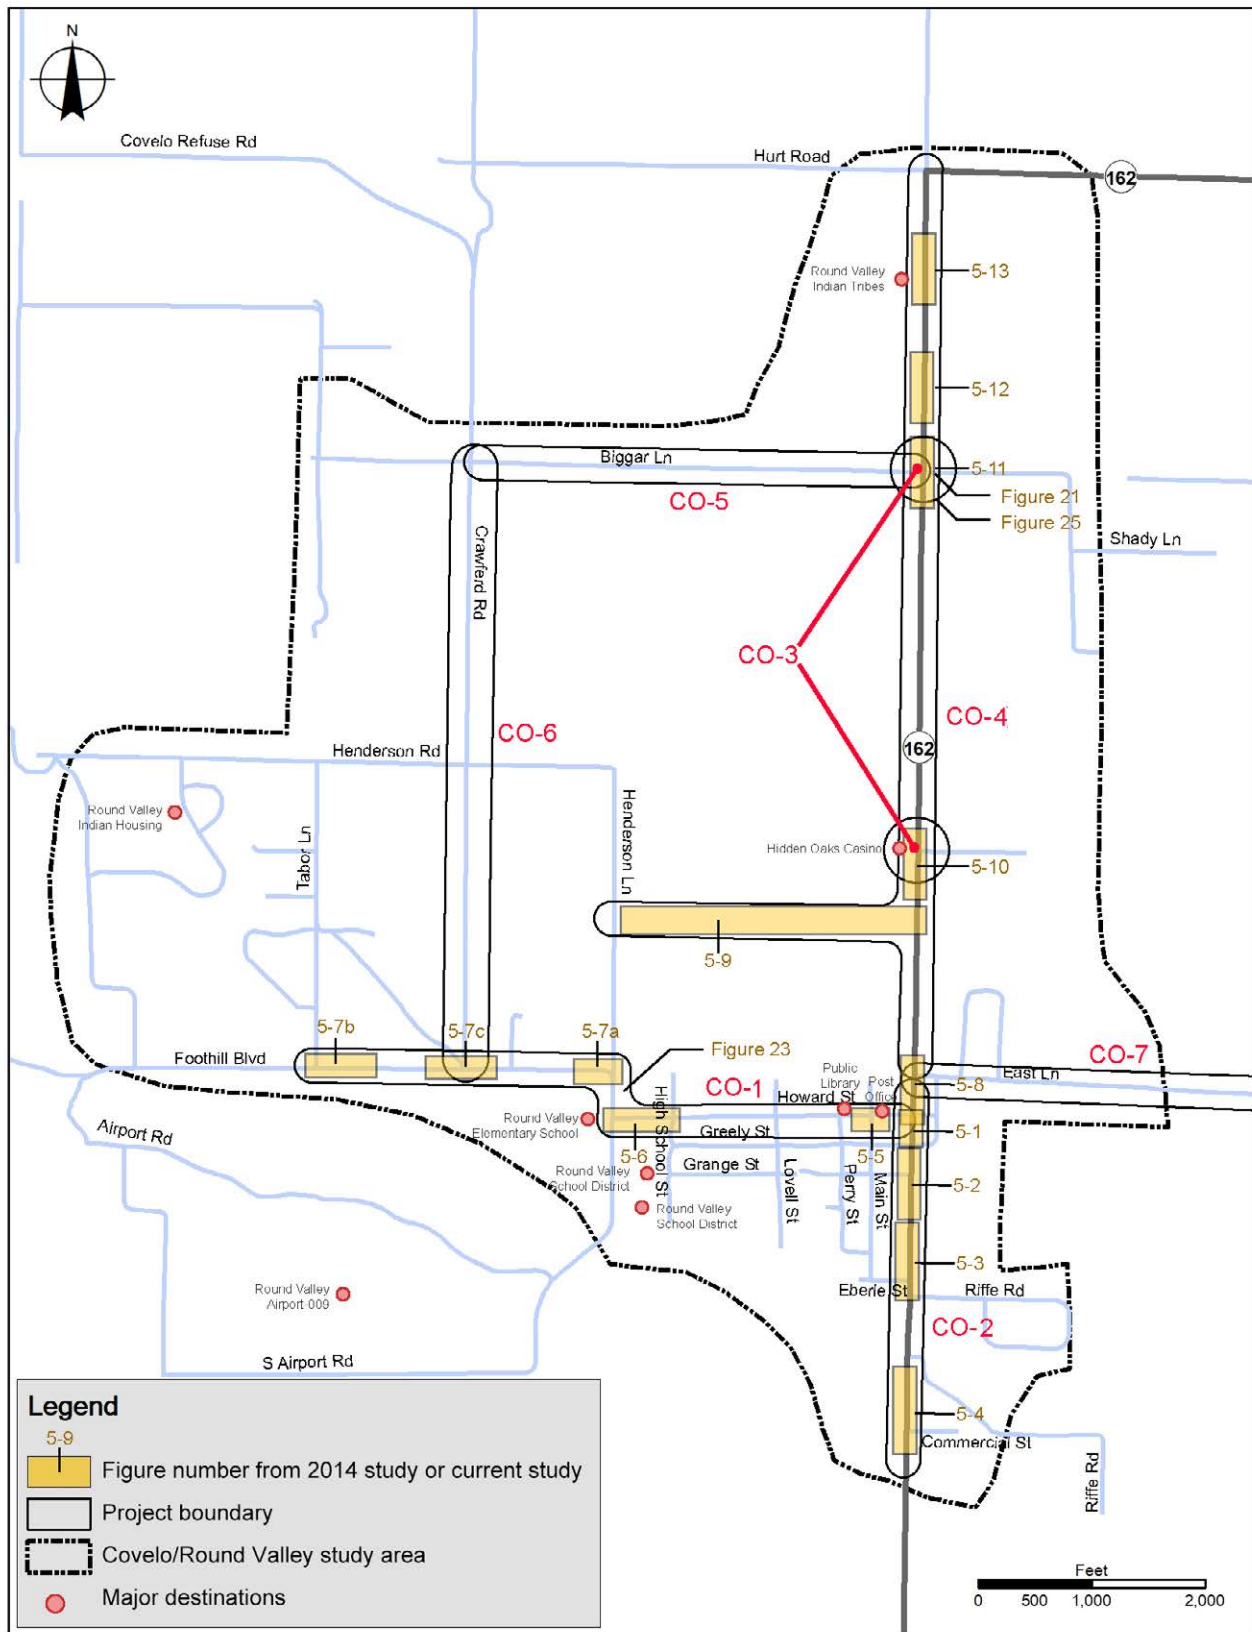 N
Covelo Refuse Rd
Hurt Road
162
Round Valley
Indian Tribes
5-13
5-12
Biggar Ln
5-11
CO-5
Figure 21
Figure 25
Shady Ln
Crawferd Rd
CO-3
CO-6
CO-4
162
Henderson Rd
Round Valley
Indian Housing
Henderson Ln
Tabor Ln
Hidden Oaks Casino
5-10
5-9
5-7b
5-7c
5-7a
Foothill Blvd
Figure 23
CO-7
East Ln
Public
Library
Post
Office
5-8
CO-1
Howard St
High School St
Round Valley
Elementary School
Greely St
5-1
5-6
5-5
Airport Rd
Round Valley
School District
Grange St
Lovell St
Perry St
Main St
5-2
Round Valley
School District
5-3
Round Valley
Airport 009
Eberle St
Riffe Rd
CO-2
S Airport Rd
5-4
Commercial St
Riffe Rd
Legend
5-9
Figure number from 2014 study or current study
Project boundary
Covelo/Round Valley study area
Major destinations
Feet
0 500 1,000 2,000